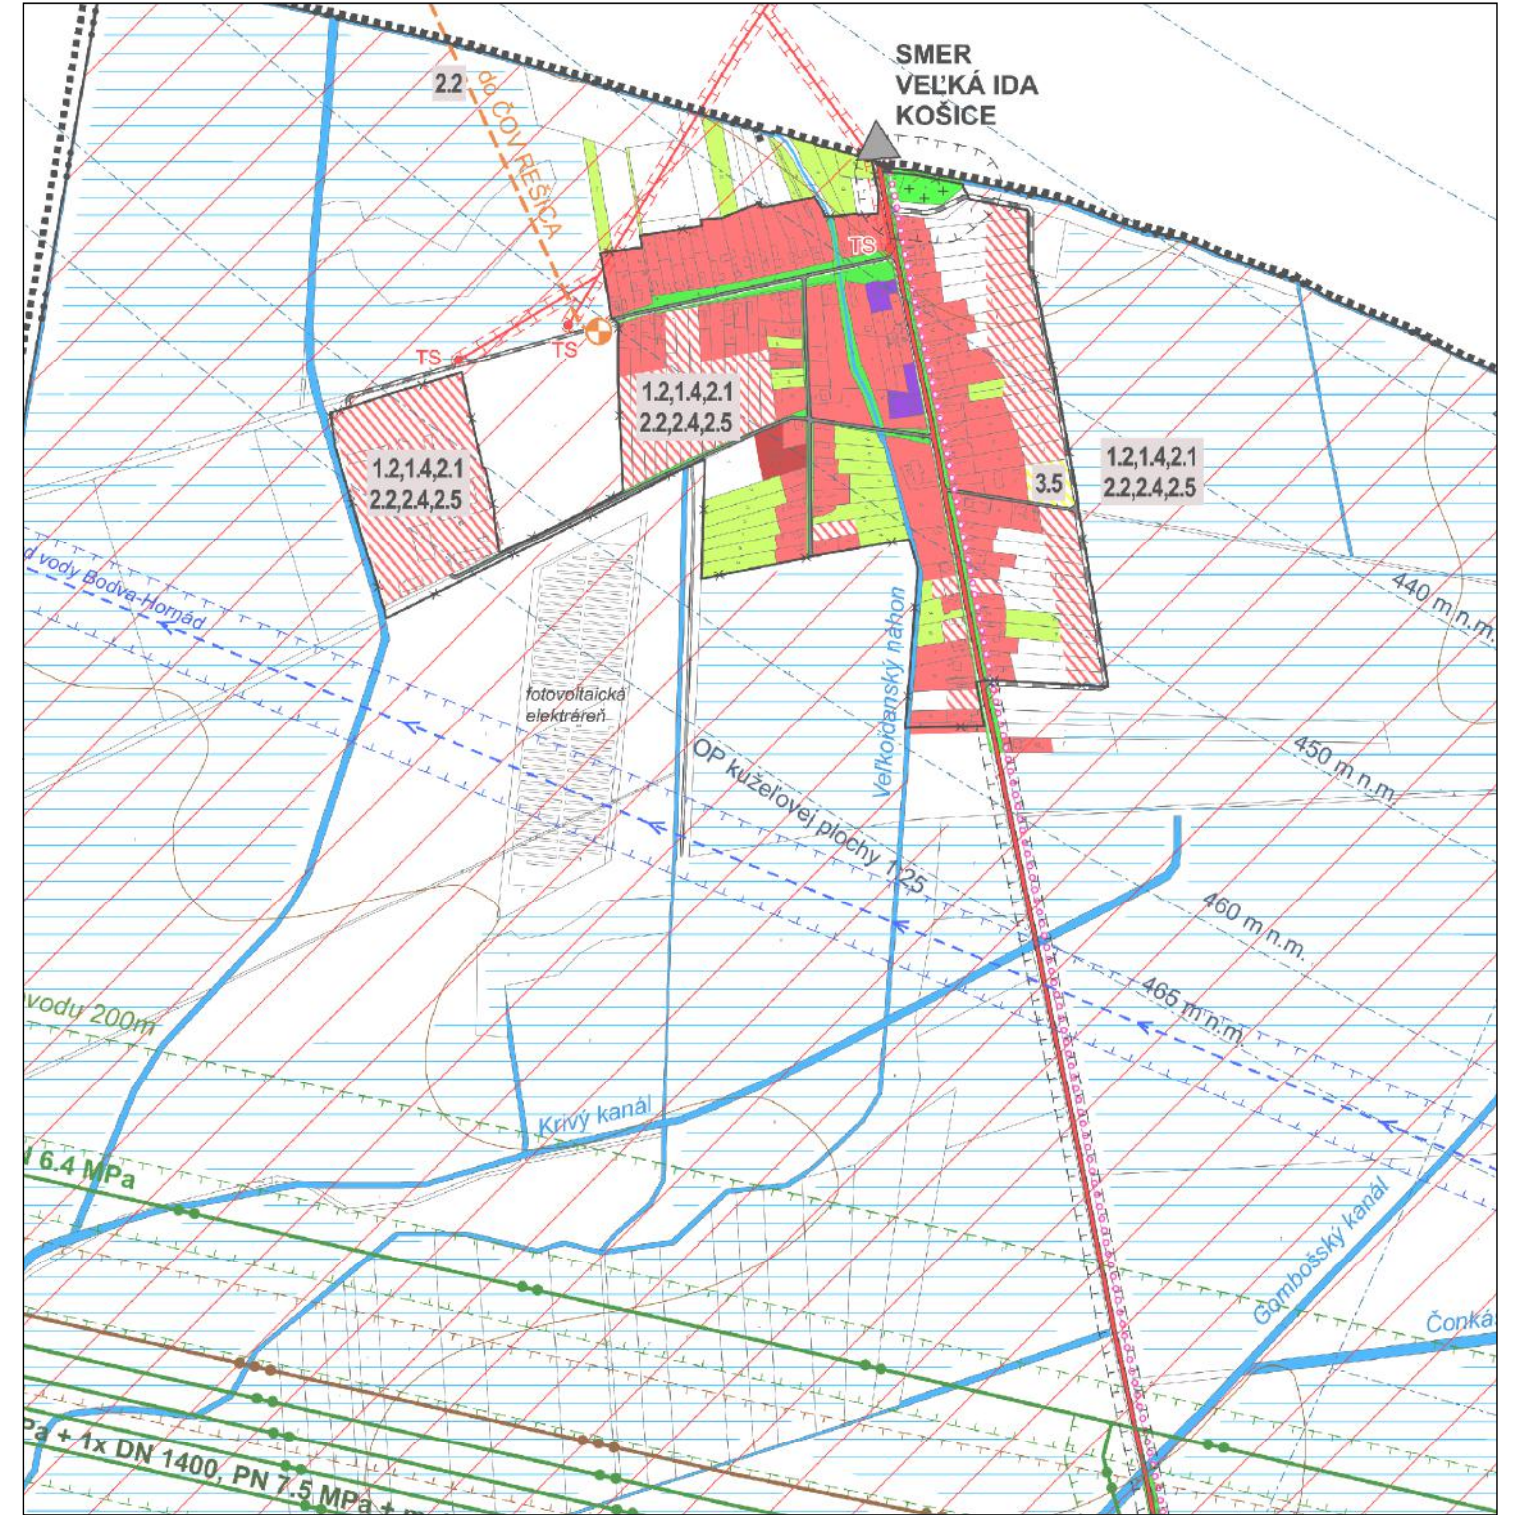 SMER
VEĽKÁ IDA
KOŠICE
2.2
do ČOV REŠICA
TS
TS
TS
1.2,1.4,2.1
2.2,2.4,2.5
1.2,1.4,2.1
2.2,2.4,2.5
1.2,1.4,2.1
2.2,2.4,2.5
3.5
d vody Bodva-Hornád
440 m n.m.
fotovoltaická
elektráreň
Veľkoidanský náhon
OP kužeľovej plochy 1:25
450 m n.m.
460 m n.m.
465 m n.m.
vodu 200m
Krivý kanál
N 6.4 MPa
Gombošský kanál
Čonká
Pa + 1x DN 1400, PN 7.5 MPa + m